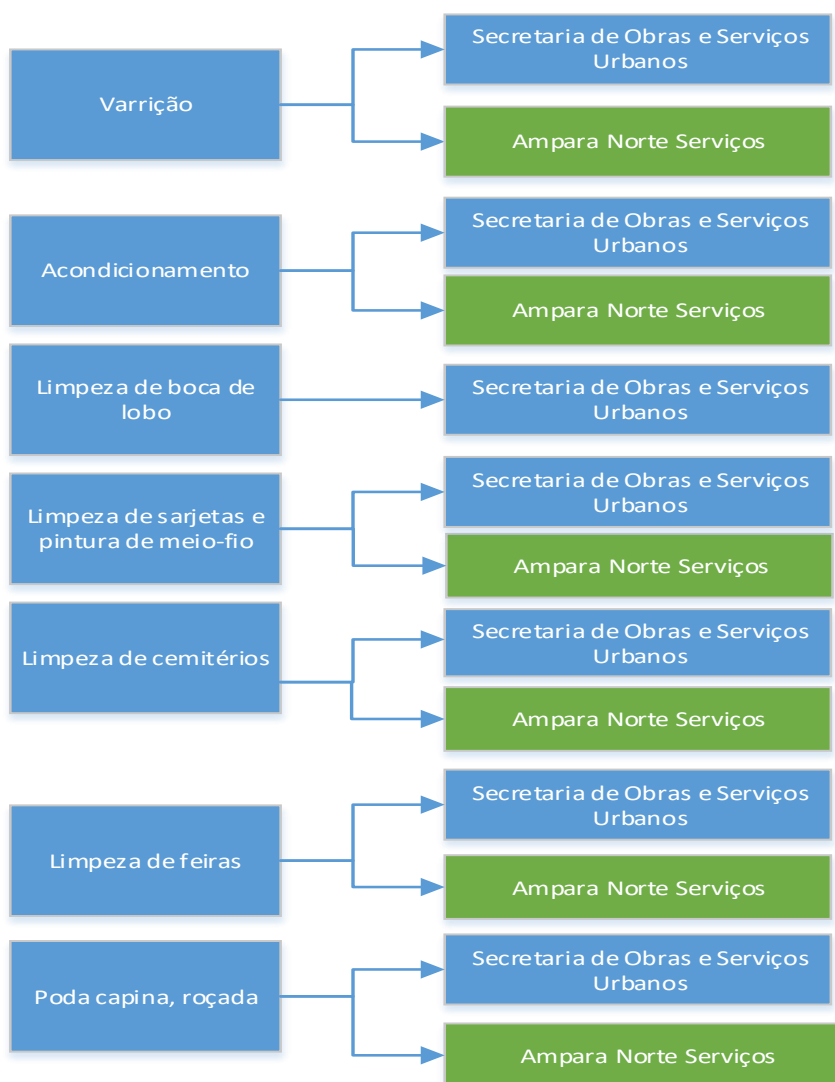 Varrição
Secretaria de Obras e Serviços
Urbanos
Ampara Norte Serviços
Acondicionamento
Secretaria de Obras e Serviços
Urbanos
Ampara Norte Serviços
Limpeza de boca de
lobo
Secretaria de Obras e Serviços
Urbanos
Limpeza de sarjetas e
pintura de meio-fio
Secretaria de Obras e Serviços
Urbanos
Ampara Norte Serviços
Limpeza de cemitérios
Secretaria de Obras e Serviços
Urbanos
Ampara Norte Serviços
Limpeza de feiras
Secretaria de Obras e Serviços
Urbanos
Ampara Norte Serviços
Poda capina, roçada
Secretaria de Obras e Serviços
Urbanos
Ampara Norte Serviços